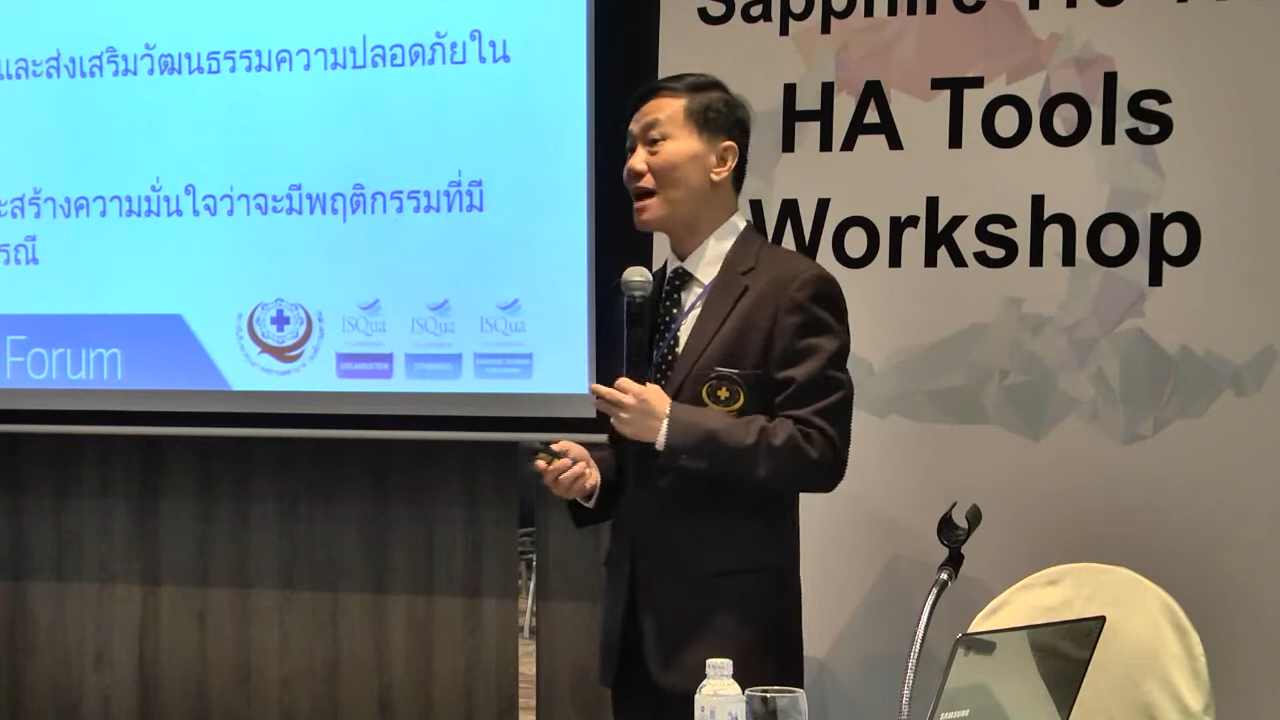 และส่งเสริมวัฒนธรรมความปลอดภัยใน
ะสร้างความมั่นใจว่าจะมีพฤติกรรมที่มี
รณี
Forum
ISQua
ISQua
ISQua
ORGANISATION
STANDARDS
Sapphire
HA Tools
Workshop
SAMSUNG